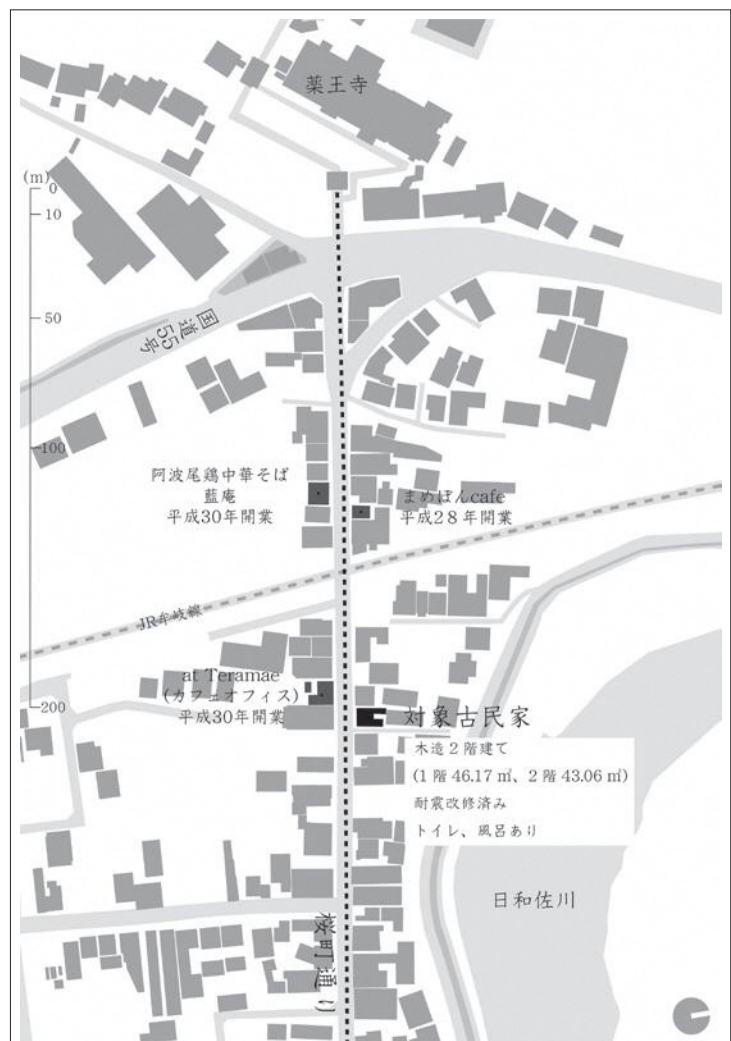 薬王寺
(m)
0
10
50
100
200
国道55号
阿波尾鶏中華そば
藍庵
平成30年開業
まめぼんcafe
平成28年開業
JR牟岐線
at Teramae
(カフェオフィス)
平成30年開業
対象古民家
木造2階建て
(1階 46.17 ㎡、2階 43.06 ㎡)
耐震改修済み
トイレ、風呂あり
日和佐川
桜町通り